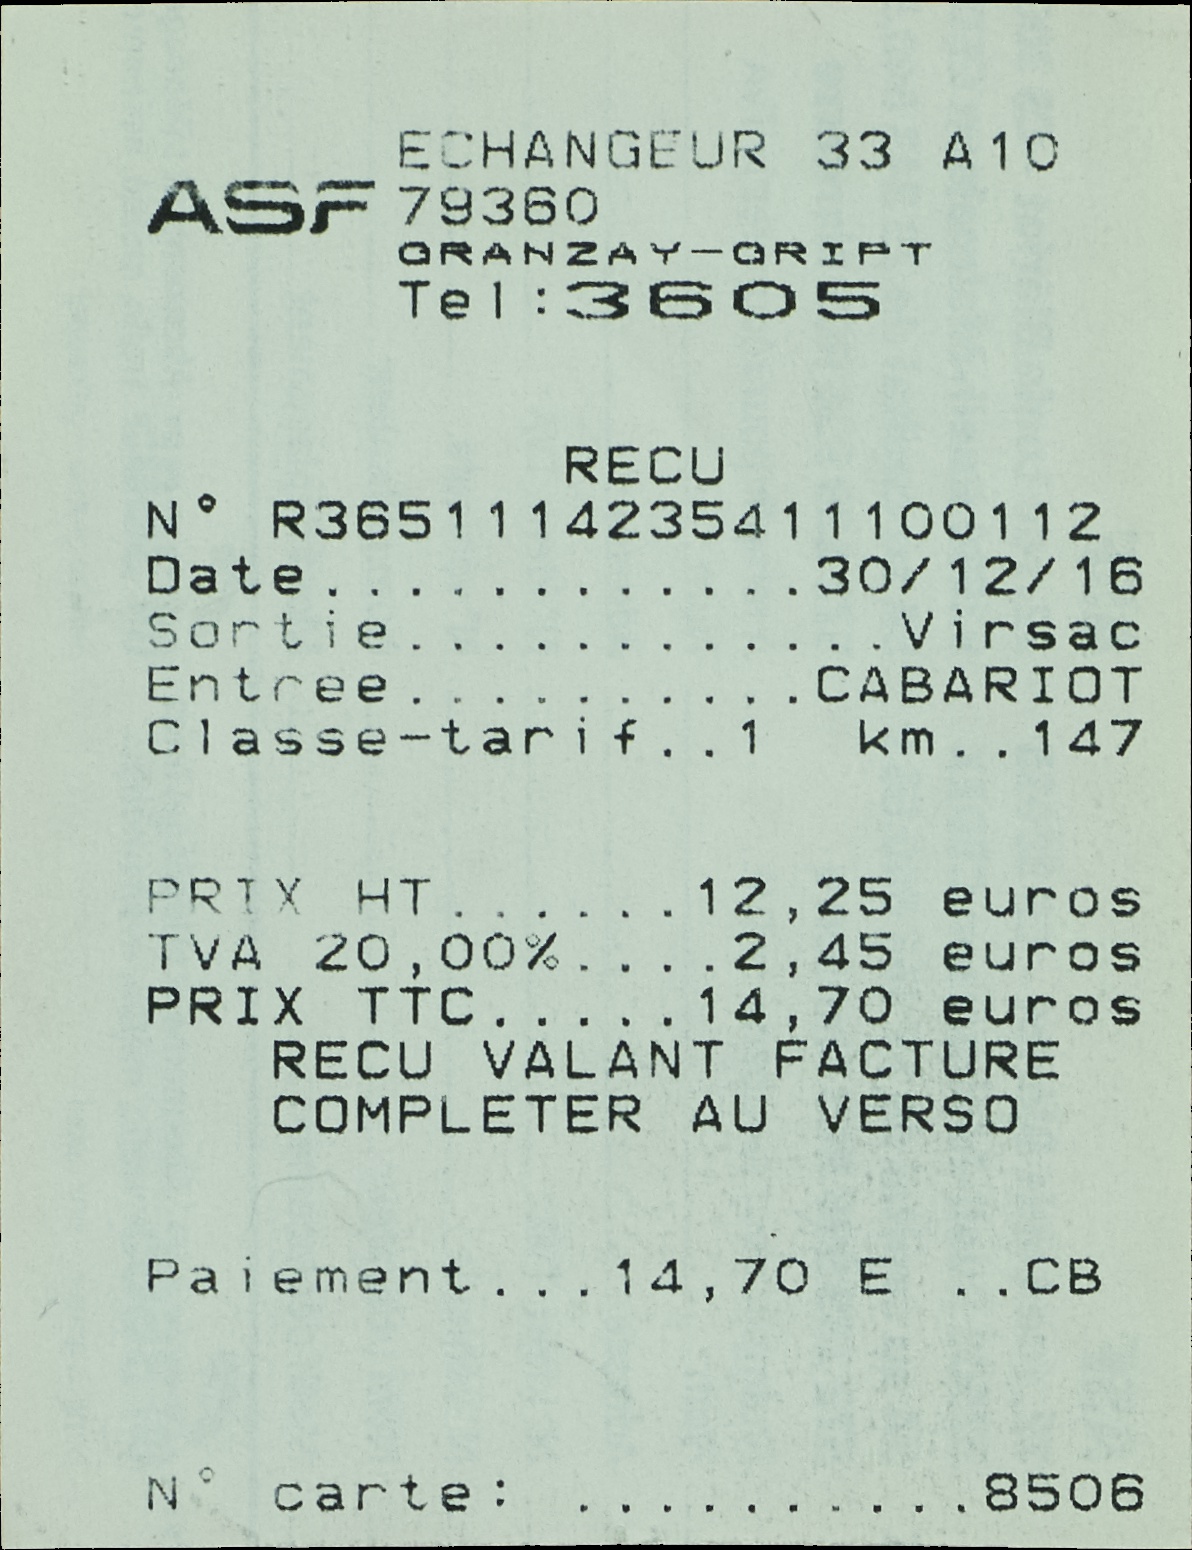 ECHANGEUR 33 A10
ASF 79360
GRANZAY-GRIPT
Tel:3605
RECU
N° R3651114235411100112
Date.............30/12/16
Sortie.............Virsac
Entree..........CABARIOT
Classe-tarif..1 km..147
PRIX HT......12,25 euros
TVA 20,00%....2,45 euros
PRIX TTC.....14,70 euros
RECU VALANT FACTURE
COMPLETER AU VERSO
Paiement...14,70 E ..CB
N° carte: ..........8506